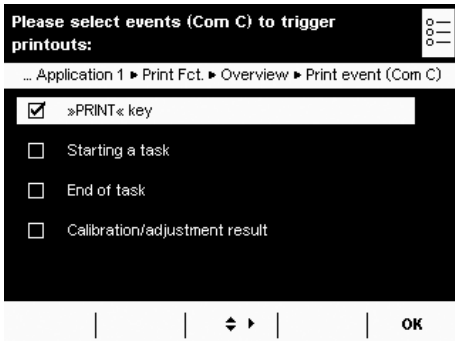 Please select events (Com C) to trigger
printouts:
... Application 1 ▸ Print Fct. ▸ Overview ▸ Print event (Com C)
»PRINT« key
Starting a task
End of task
Calibration/adjustment result
OK